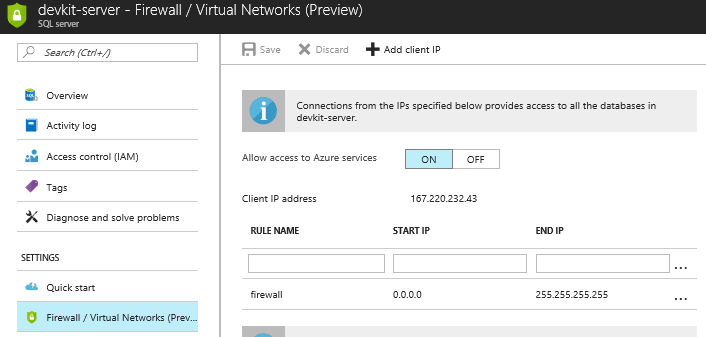 devkit-server - Firewall / Virtual Networks (Preview)
SQL server
Search (Ctrl+/)
Overview
Activity log
Access control (IAM)
Tags
Diagnose and solve problems
SETTINGS
Quick start
Firewall / Virtual Networks (Prev...
Save
Discard
Add client IP
Connections from the IPs specified below provides access to all the databases in
devkit-server.
Allow access to Azure services
ON
OFF
Client IP address
167.220.232.43
RULE NAME
START IP
END IP
...
firewall
0.0.0.0
255.255.255.255
...